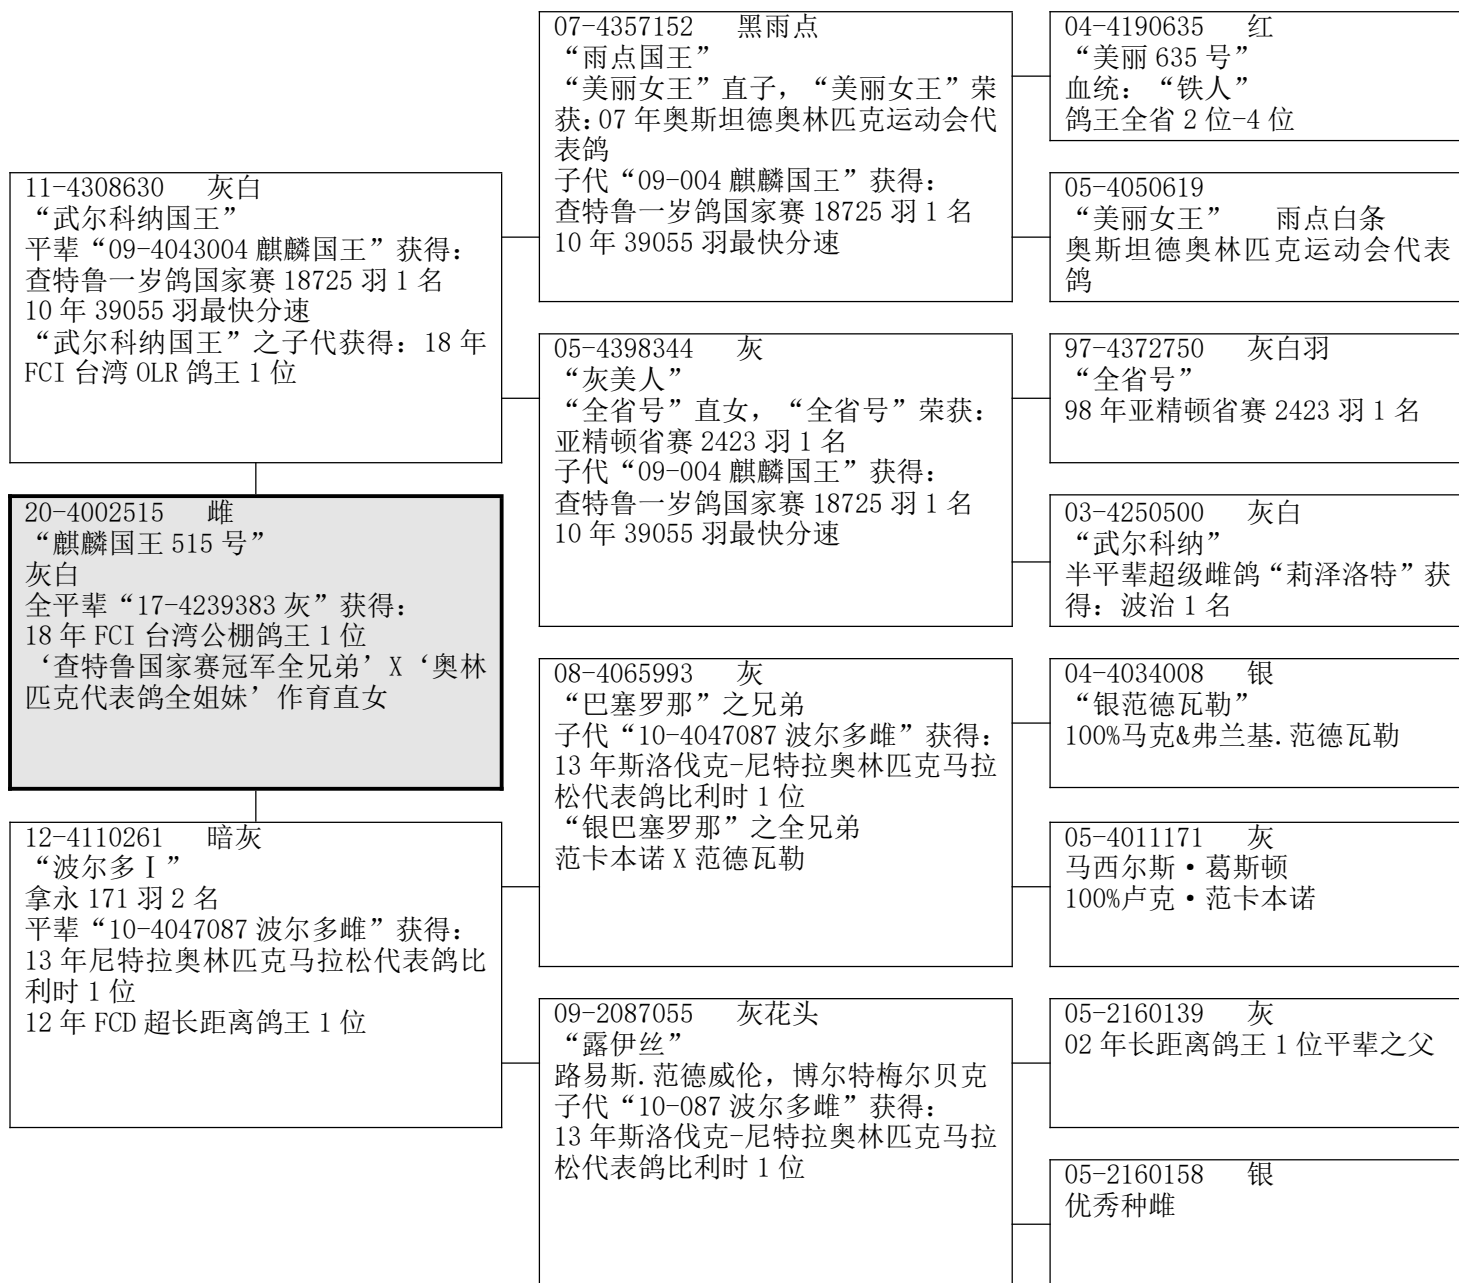 11-4308630 灰白
“武尔科纳国王”
平辈“09-4043004 麒麟国王”获得：
查特鲁一岁鸽国家赛 18725 羽 1 名
10 年 39055 羽最快分速
“武尔科纳国王”之子代获得：18 年
FCI 台湾 OLR 鸽王 1 位
20-4002515 雌
“麒麟国王 515 号”
灰白
全平辈“17-4239383 灰”获得：
18 年 FCI 台湾公棚鸽王 1 位
‘查特鲁国家赛冠军全兄弟’X‘奥林
匹克代表鸽全姐妹’作育直女
12-4110261 暗灰
“波尔多Ⅰ”
拿永 171 羽 2 名
平辈“10-4047087 波尔多雌”获得：
13 年尼特拉奥林匹克马拉松代表鸽比
利时 1 位
12 年 FCD 超长距离鸽王 1 位
07-4357152 黑雨点
“雨点国王”
“美丽女王”直子，“美丽女王”荣
获：07 年奥斯坦德奥林匹克运动会代
表鸽
子代“09-004 麒麟国王”获得：
查特鲁一岁鸽国家赛 18725 羽 1 名
10 年 39055 羽最快分速
05-4398344 灰
“灰美人”
“全省号”直女，“全省号”荣获：
亚精顿省赛 2423 羽 1 名
子代“09-004 麒麟国王”获得：
查特鲁一岁鸽国家赛 18725 羽 1 名
10 年 39055 羽最快分速
08-4065993 灰
“巴塞罗那”之兄弟
子代“10-4047087 波尔多雌”获得：
13 年斯洛伐克-尼特拉奥林匹克马拉
松代表鸽比利时 1 位
“银巴塞罗那”之全兄弟
范卡本诺 X 范德瓦勒
09-2087055 灰花头
“露伊丝”
路易斯.范德威伦，博尔特梅尔贝克
子代“10-087 波尔多雌”获得：
13 年斯洛伐克-尼特拉奥林匹克马拉
松代表鸽比利时 1 位
04-4190635 红
“美丽 635 号”
血统：“铁人”
鸽王全省 2 位-4 位
05-4050619
“美丽女王” 雨点白条
奥斯坦德奥林匹克运动会代表
鸽
97-4372750 灰白羽
“全省号”
98 年亚精顿省赛 2423 羽 1 名
03-4250500 灰白
“武尔科纳”
半平辈超级雌鸽“莉泽洛特”获
得：波治 1 名
04-4034008 银
“银范德瓦勒”
100%马克&弗兰基.范德瓦勒
05-4011171 灰
马西尔斯·葛斯顿
100%卢克·范卡本诺
05-2160139 灰
02 年长距离鸽王 1 位平辈之父
05-2160158 银
优秀种雌